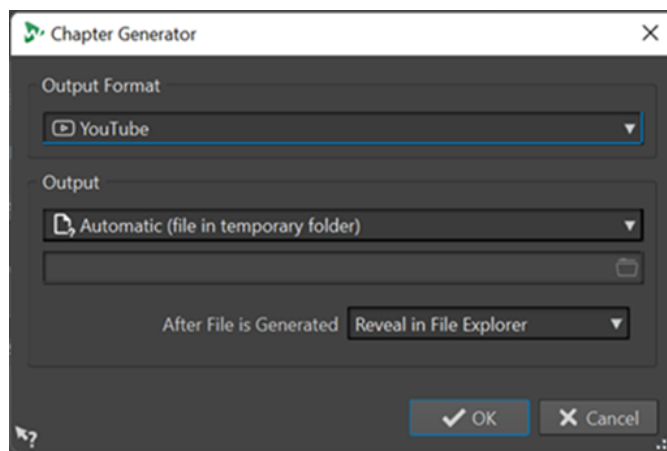 Chapter Generator
Output Format
YouTube
Output
Automatic (file in temporary folder)
After File is Generated Reveal in File Explorer
OK Cancel